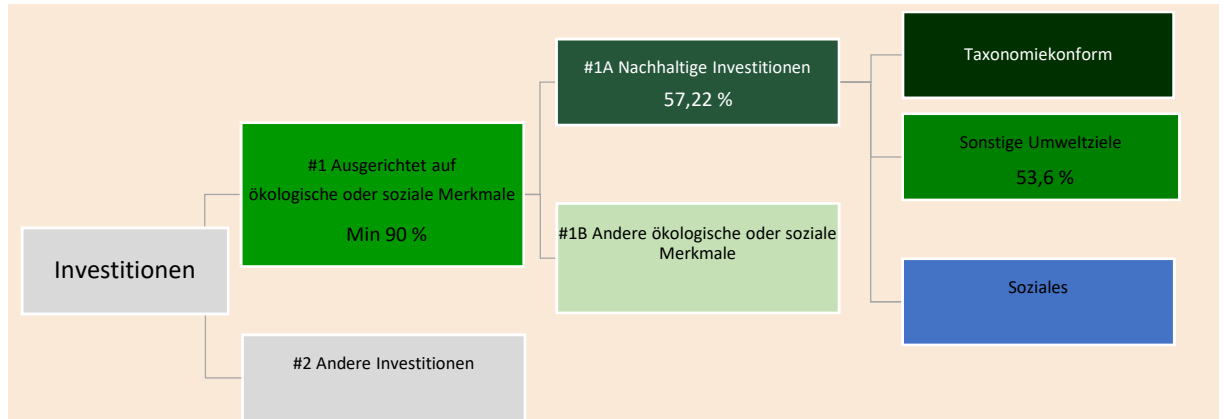 Investitionen
#1 Ausgerichtet auf
ökologische oder soziale Merkmale
Min 90 %
#2 Andere Investitionen
#1A Nachhaltige Investitionen
57,22 %
#1B Andere ökologische oder soziale
Merkmale
Taxonomiekonform
Sonstige Umweltziele
53,6 %
Soziales